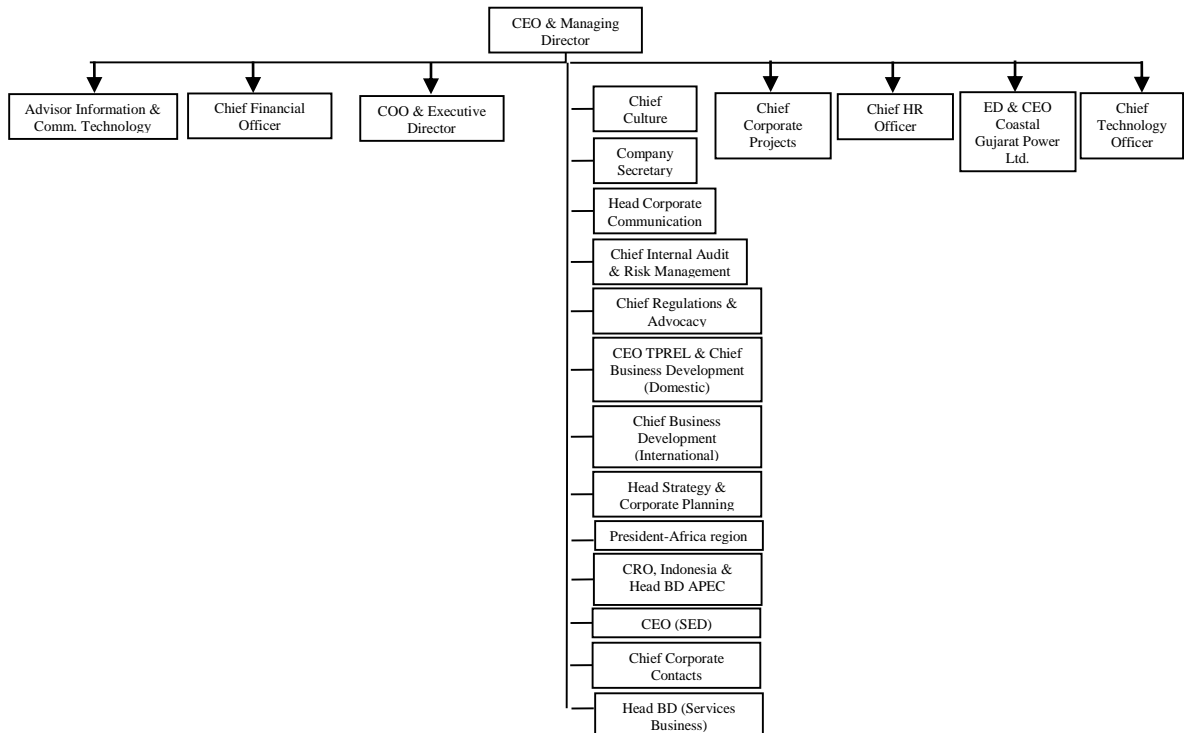 CEO & Managing
Director
Advisor Information &
Comm. Technology
Chief Financial
Officer
COO & Executive
Director
Chief
Culture
Chief
Corporate
Projects
Chief HR
Officer
ED & CEO
Coastal
Gujarat Power
Ltd.
Chief
Technology
Officer
Company
Secretary
Head Corporate
Communication
Chief Internal Audit
& Risk Management
Chief Regulations &
Advocacy
CEO TPREL & Chief
Business Development
(Domestic)
Chief Business
Development
(International)
Head Strategy &
Corporate Planning
President-Africa region
CRO, Indonesia &
Head BD APEC
CEO (SED)
Chief Corporate
Contacts
Head BD (Services
Business)